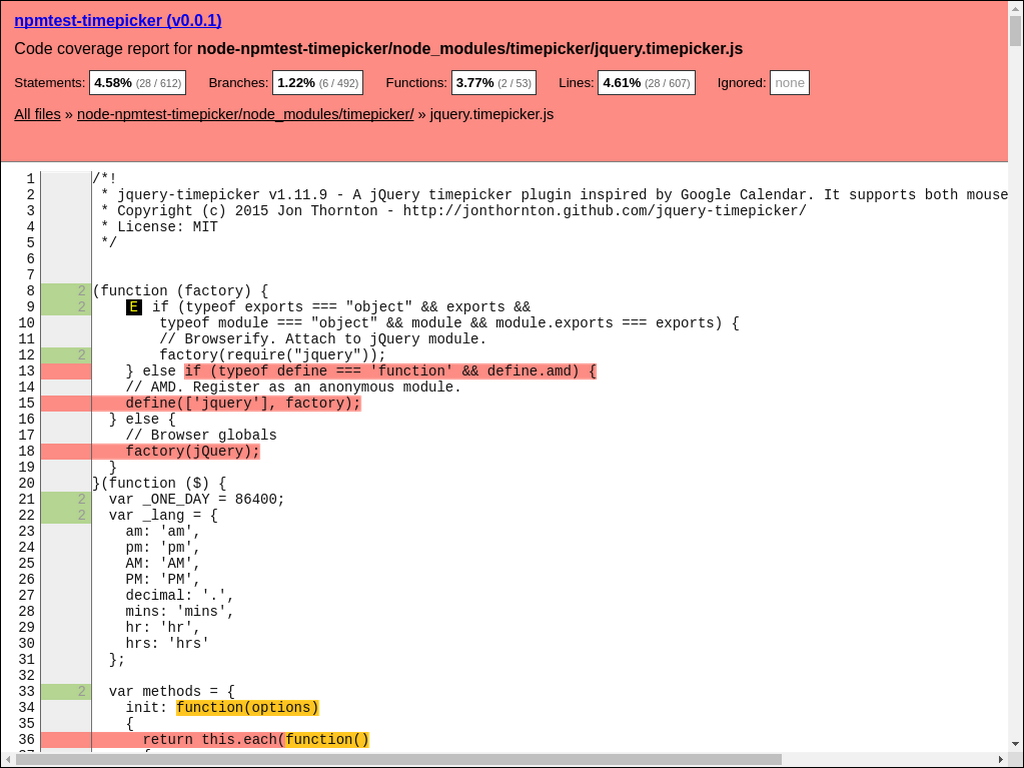 npmtest-timepicker (v0.0.1)
Code coverage report for node-npmtest-timepicker/node_modules/timepicker/jquery.timepicker.js
Statements: 4.58% (28 / 612) Branches: 1.22% (6 / 492) Functions: 3.77% (2 / 53) Lines: 4.61% (28 / 607) Ignored: none
All files » node-npmtest-timepicker/node_modules/timepicker/ » jquery.timepicker.js
1 /*!
2 * jquery-timepicker v1.11.9 - A jQuery timepicker plugin inspired by Google Calendar. It supports both mouse
3 * Copyright (c) 2015 Jon Thornton - http://jonthornton.github.com/jquery-timepicker/
4 * License: MIT
5 */
6
7
8 2 (function (factory) {
9 2 E if (typeof exports === "object" && exports &&
10 typeof module === "object" && module && module.exports === exports) {
11 // Browserify. Attach to jQuery module.
12 2 factory(require("jquery"));
13 } else if (typeof define === 'function' && define.amd) {
14 // AMD. Register as an anonymous module.
15 define(['jquery'], factory);
16 } else {
17 // Browser globals
18 factory(jQuery);
19 }
20 }(function ($) {
21 2 var _ONE_DAY = 86400;
22 2 var _lang = {
23 am: 'am',
24 pm: 'pm',
25 AM: 'AM',
26 PM: 'PM',
27 decimal: '.',
28 mins: 'mins',
29 hr: 'hr',
30 hrs: 'hrs'
31 };
32
33 2 var methods = {
34 init: function(options)
35 {
36 return this.each(function()